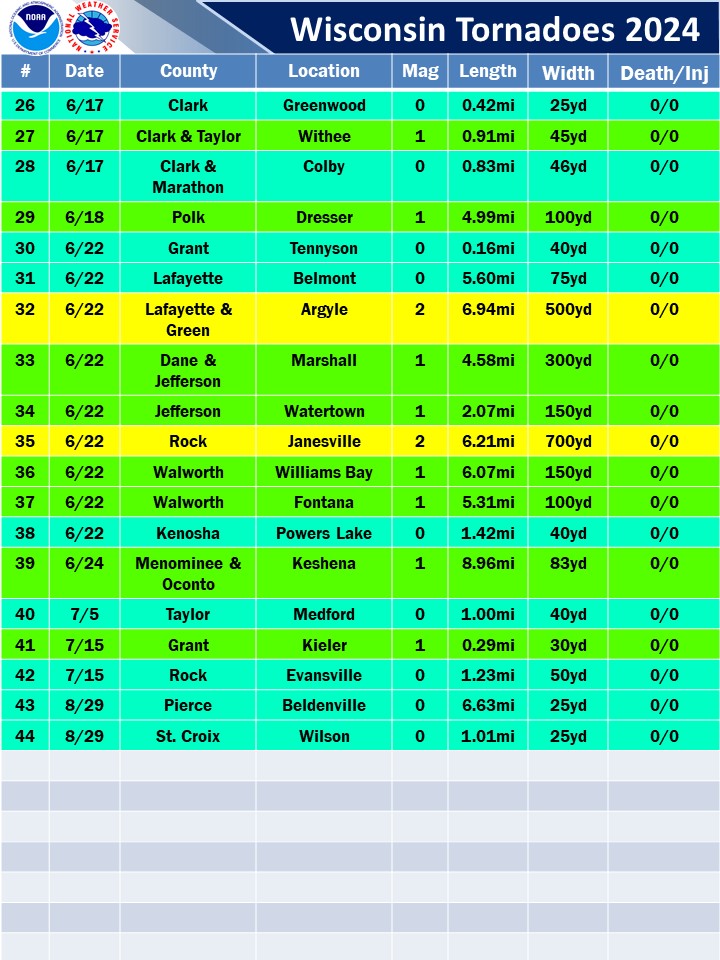 NOAA
NATIONAL WEATHER SERVICE
Wisconsin Tornadoes 2024
# Date County Location Mag Length Width Death/Inj
26 6/17 Clark Greenwood 0 0.42mi 25yd 0/0
27 6/17 Clark & Taylor Withee 1 0.91mi 45yd 0/0
28 6/17 Clark & Colby 0 0.83mi 46yd 0/0
Marathon
29 6/18 Polk Dresser 1 4.99mi 100yd 0/0
30 6/22 Grant Tennyson 0 0.16mi 40yd 0/0
31 6/22 Lafayette Belmont 0 5.60mi 75yd 0/0
32 6/22 Lafayette & Argyle 2 6.94mi 500yd 0/0
Green
33 6/22 Dane & Marshall 1 4.58mi 300yd 0/0
Jefferson
34 6/22 Jefferson Watertown 1 2.07mi 150yd 0/0
35 6/22 Rock Janesville 2 6.21mi 700yd 0/0
36 6/22 Walworth Williams Bay 1 6.07mi 150yd 0/0
37 6/22 Walworth Fontana 1 5.31mi 100yd 0/0
38 6/22 Kenosha Powers Lake 0 1.42mi 40yd 0/0
39 6/24 Menominee & Keshena 1 8.96mi 83yd 0/0
Oconto
40 7/5 Taylor Medford 0 1.00mi 40yd 0/0
41 7/15 Grant Kieler 1 0.29mi 30yd 0/0
42 7/15 Rock Evansville 0 1.23mi 50yd 0/0
43 8/29 Pierce Beldenville 0 6.63mi 25yd 0/0
44 8/29 St. Croix Wilson 0 1.01mi 25yd 0/0